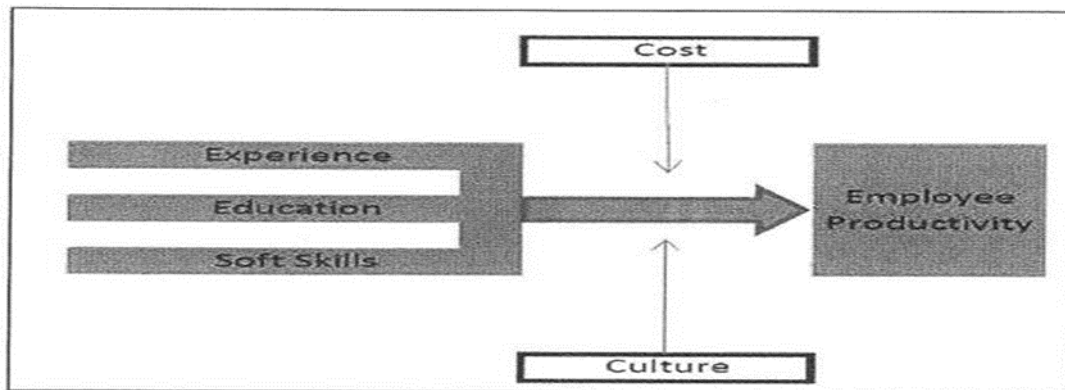 Cost
Experience
Education
Soft Skills
Employee
Productivity
Culture